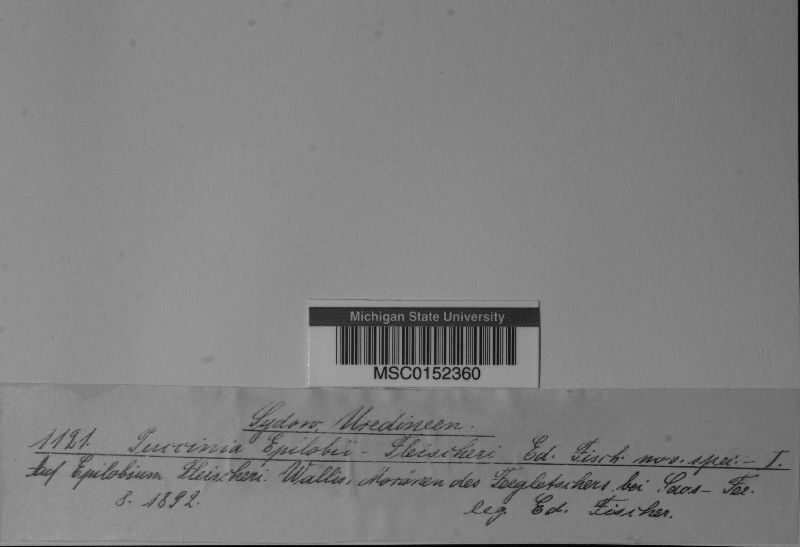 Michigan State University
MSC0152360
Sydow, Uredineen.
1121. Puccinia Epilobii - Fleischeri Ed. Fisch. nov. spec. - I.
Auf Epilobium Fleischeri. Wallis: Moränen des Feegletschers bei Saas-Fee.
8. 1892. leg. Ed. Fischer.